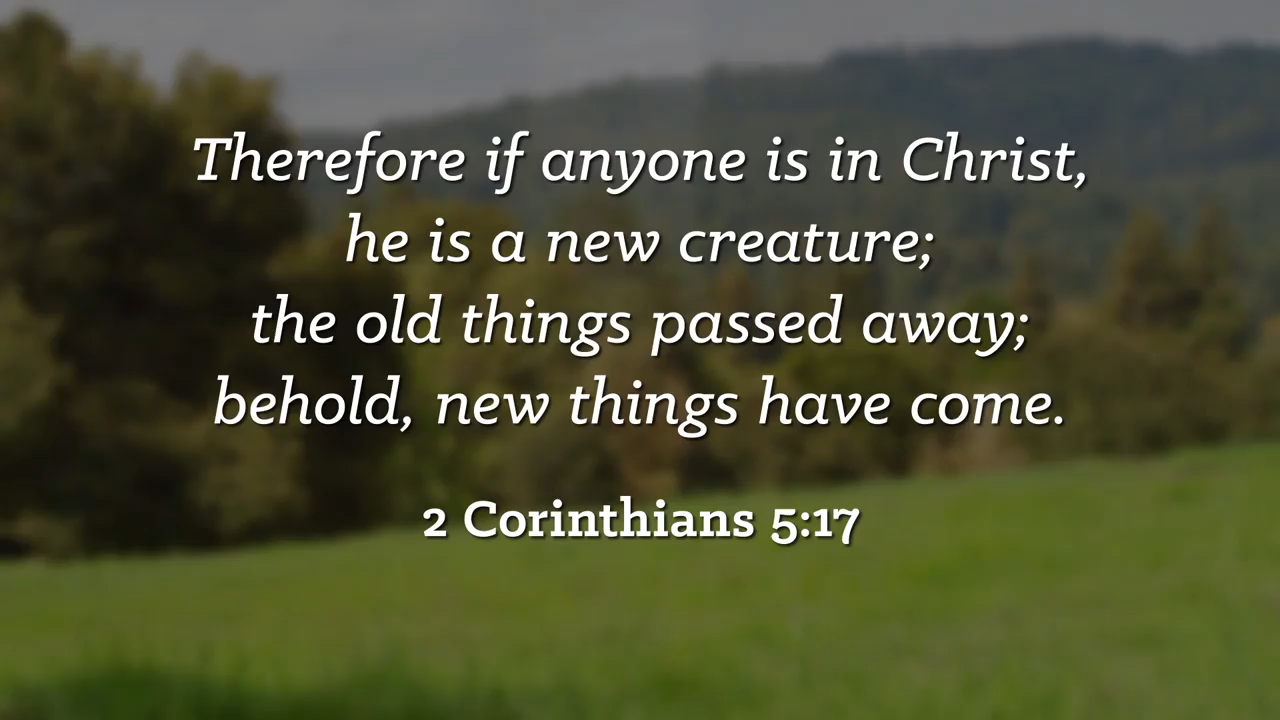 Therefore if anyone is in Christ,
he is a new creature;
the old things passed away;
behold, new things have come.
2 Corinthians 5:17